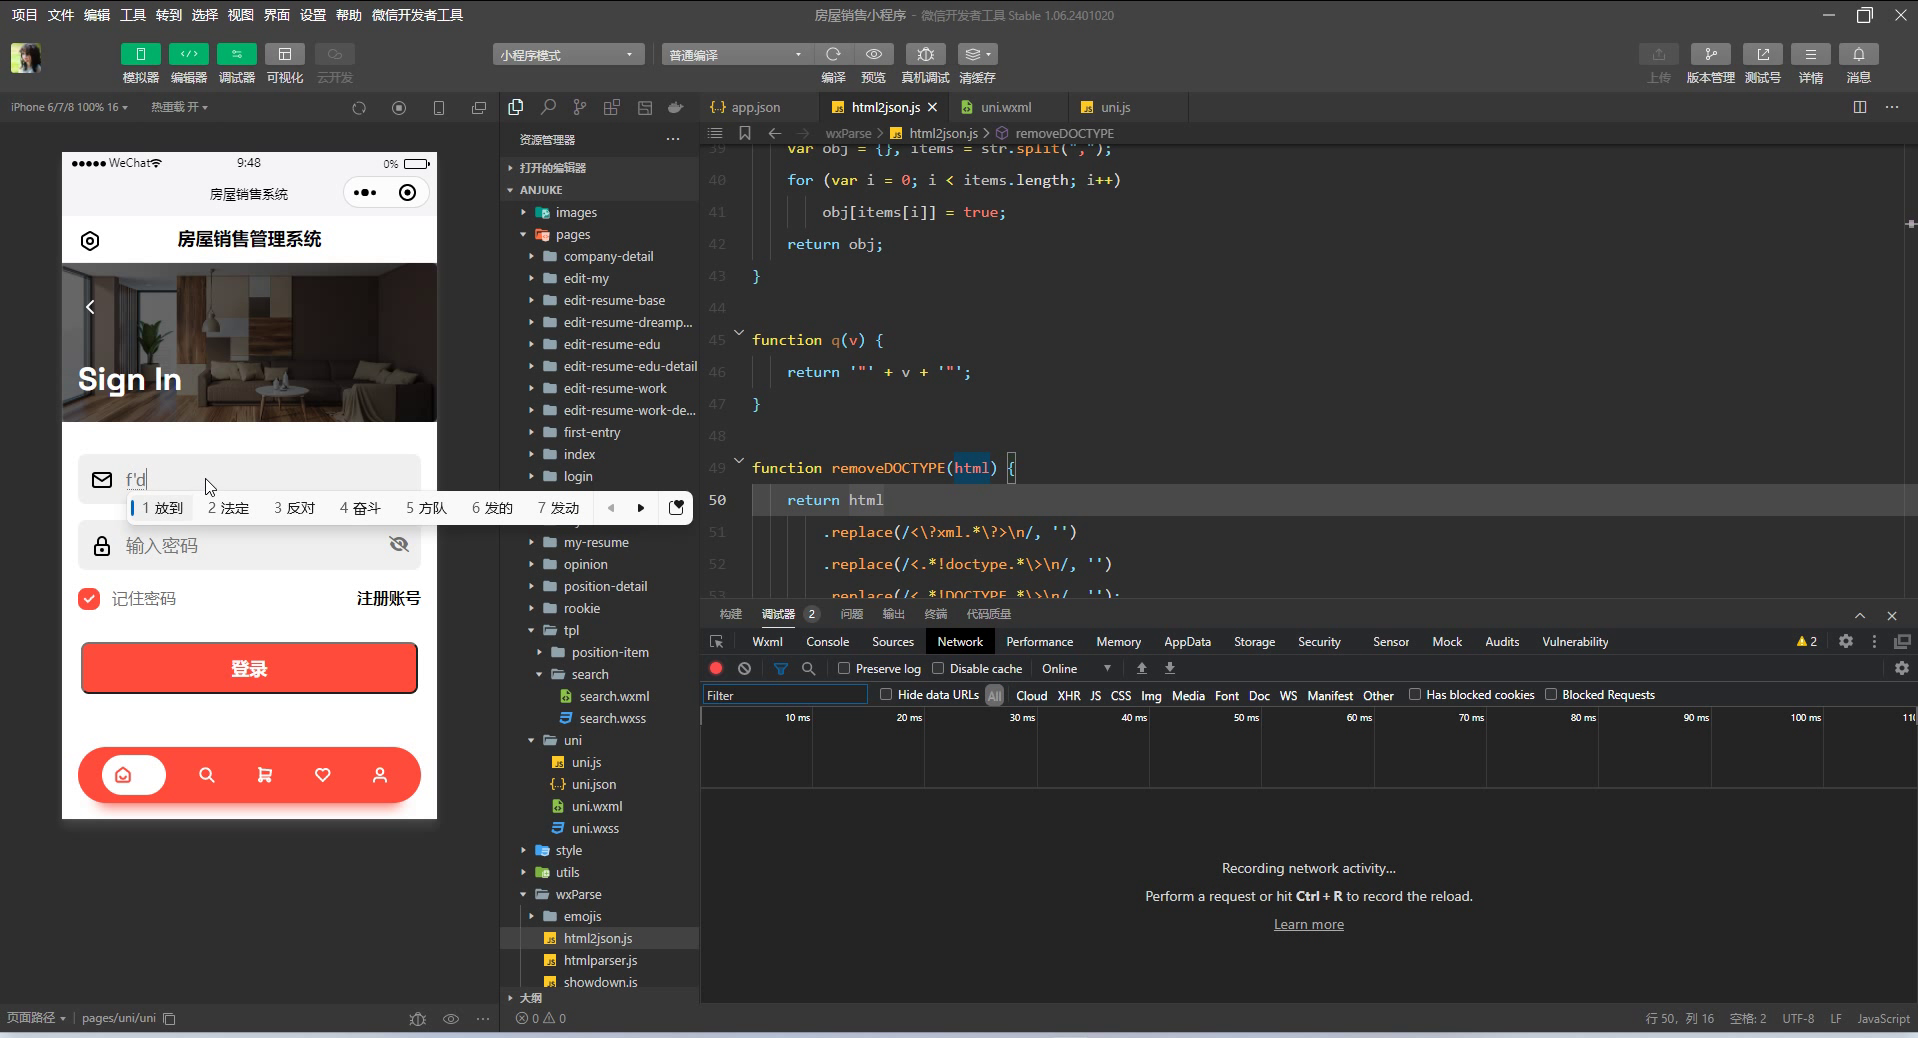 项目 文件 编辑 工具 转到 选择 视图 界面 设置 帮助 微信开发者工具
房屋销售小程序 - 微信开发者工具 Stable 1.06.2401020
模拟器 编辑器 调试器 可视化 云开发
小程序模式
普通编译
编译 预览 真机调试 清缓存
上传 版本管理 测试号 详情 消息
iPhone 6/7/8 100% 16
热重载 开
WeChat
9:48
0%
房屋销售系统
房屋销售管理系统
Sign In
f'd
1 放到 2 法定 3 反对 4 奋斗 5 方队 6 发的 7 发动
输入密码
记住密码
注册账号
登录
页面路径
pages/uni/uni
资源管理器
打开的编辑器
ANJUKE
images
pages
company-detail
edit-my
edit-resume-base
edit-resume-dreamp...
edit-resume-edu
edit-resume-edu-detail
edit-resume-work
edit-resume-work-de...
first-entry
index
login
my-resume
opinion
position-detail
rookie
tpl
position-item
search
search.wxml
search.wxss
uni
uni.js
uni.json
uni.wxml
uni.wxss
style
utils
wxParse
emojis
html2json.js
htmlparser.js
showdown.js
大纲
0 0
app.json
html2json.js
uni.wxml
uni.js
wxParse > html2json.js > removeDOCTYPE
39 var obj = {}, items = str.split(",");
40 for (var i = 0; i < items.length; i++)
41 obj[items[i]] = true;
42 return obj;
43 }
44
45 function q(v) {
46 return '"' + v + '"';
47 }
48
49 function removeDOCTYPE(html) {
50 return html
51 .replace(/<\?xml.*\?>\n/, '')
52 .replace(/<.*!doctype.*\>\n/, '')
53 .replace(/<.*!DOCTYPE.*\>\n/, '');
构建 调试器 2 问题 输出 终端 代码质量
Wxml Console Sources Network Performance Memory AppData Storage Security Sensor Mock Audits Vulnerability
2
Preserve log Disable cache Online
Filter
Hide data URLs All Cloud XHR JS CSS Img Media Font Doc WS Manifest Other Has blocked cookies Blocked Requests
10 ms 20 ms 30 ms 40 ms 50 ms 60 ms 70 ms 80 ms 90 ms 100 ms
Recording network activity...
Perform a request or hit Ctrl + R to record the reload.
Learn more
行 50，列 16 空格: 2 UTF-8 LF JavaScript